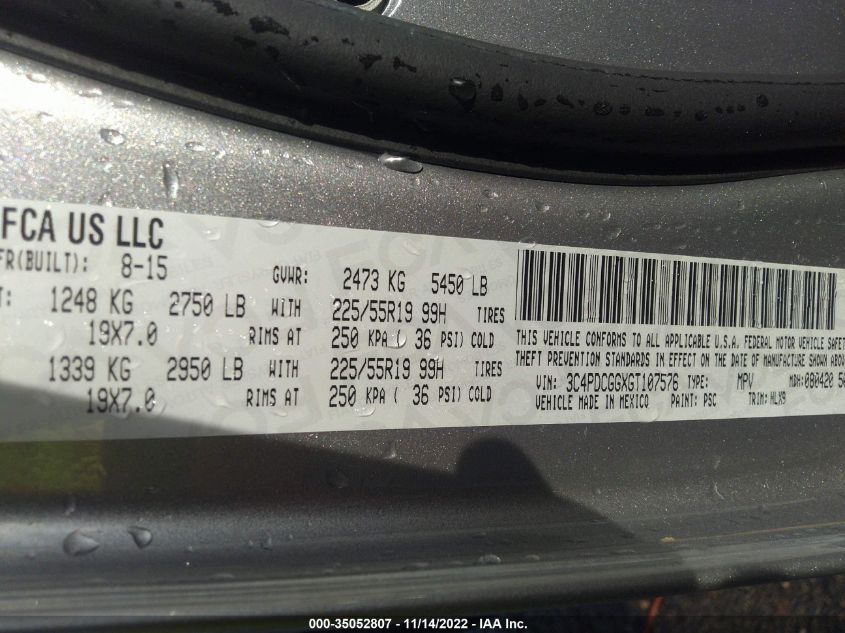 FCA US LLC
FR(BUILT): 8-15 GVWR: 2473 KG 5450 LB
T: 1248 KG 2750 LB WITH 225/55R19 99H TIRES
19X7.0 RIMS AT 250 KPA ( 36 PSI) COLD
1339 KG 2950 LB WITH 225/55R19 99H TIRES
19X7.0 RIMS AT 250 KPA ( 36 PSI) COLD
THIS VEHICLE CONFORMS TO ALL APPLICABLE U.S.A. FEDERAL MOTOR VEHICLE SAFET
THEFT PREVENTION STANDARDS IN EFFECT ON THE DATE OF MANUFACTURE SHOWN ABOV
VIN: 3C4PDCGGXGT107576 TYPE: MPV MDH: 080420 50
VEHICLE MADE IN MEXICO PAINT: PSC TRIM: HLX9
000-35052807 - 11/14/2022 - IAA Inc.